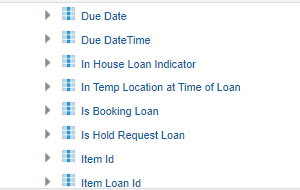 Due Date
Due DateTime
In House Loan Indicator
In Temp Location at Time of Loan
Is Booking Loan
Is Hold Request Loan
Item Id
Item Loan Id